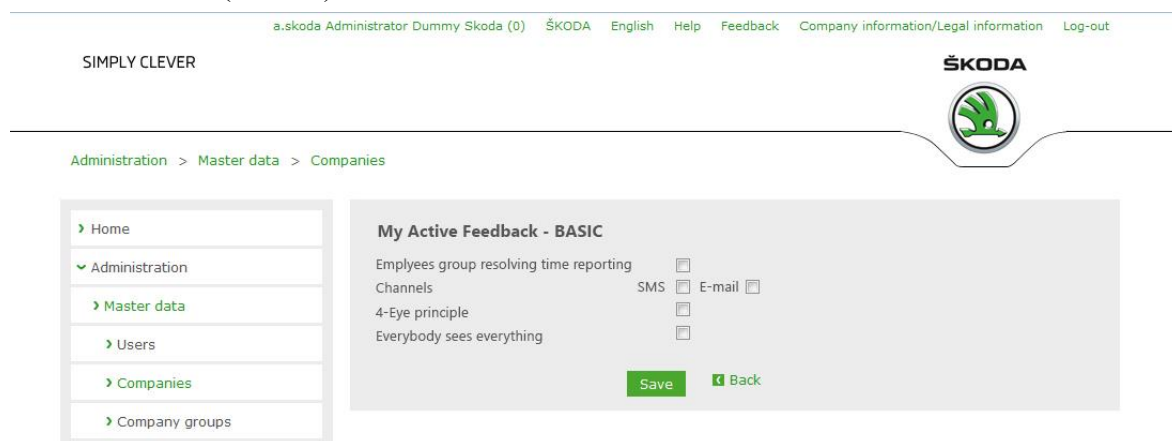 a.skoda Administrator Dummy Skoda (0) ŠKODA English Help Feedback Company information/Legal information Log-out
SIMPLY CLEVER
ŠKODA
Administration > Master data > Companies
Home
Administration
Master data
Users
Companies
Company groups
My Active Feedback - BASIC
Emplyees group resolving time reporting
Channels SMS E-mail
4-Eye principle
Everybody sees everything
Save Back